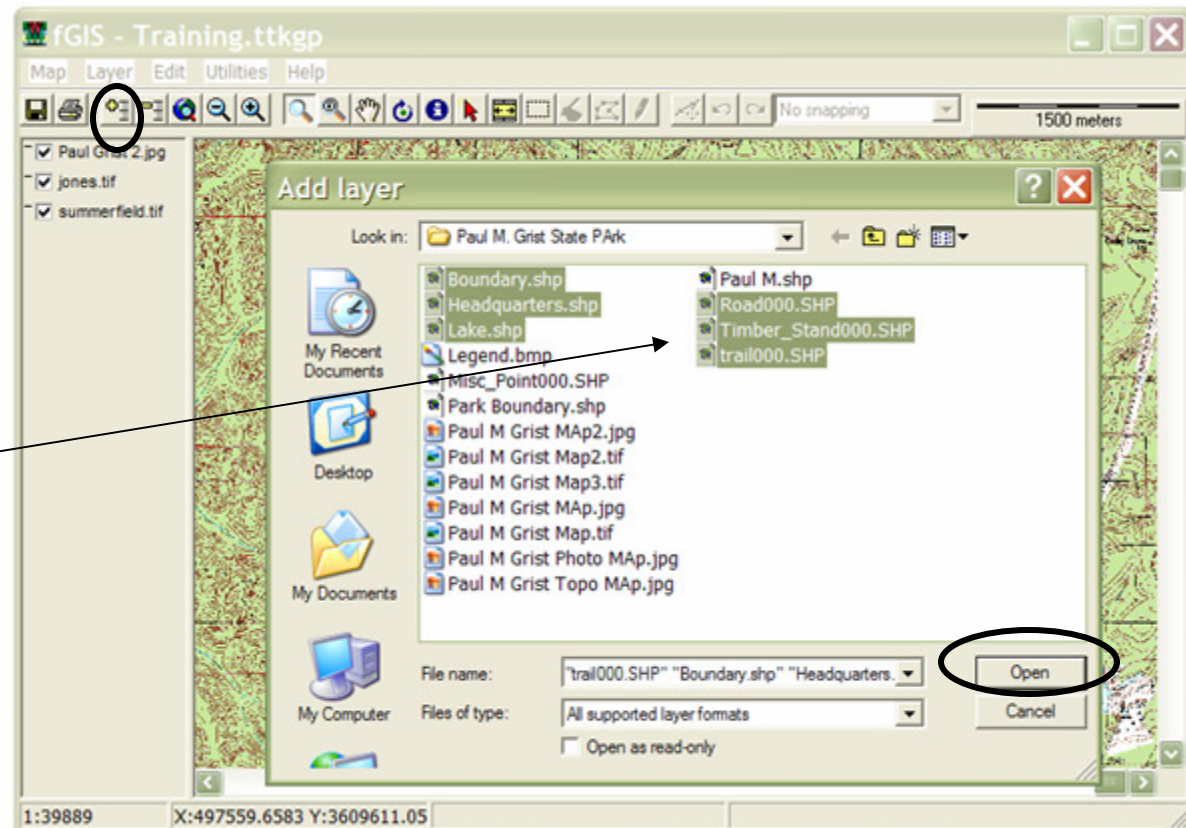 fGIS - Training.ttkgp
Map Layer Edit Utilities Help
No snapping
1500 meters
Paul Grist 2.jpg
jones.tif
summerfield.tif
Add layer
Look in: Paul M. Grist State PArk
My Recent Documents
Desktop
My Documents
My Computer
Boundary.shp
Headquarters.shp
Lake.shp
Legend.bmp
Misc_Point000.SHP
Park Boundary.shp
Paul M Grist MAp2.jpg
Paul M Grist Map2.tif
Paul M Grist Map3.tif
Paul M Grist MAp.jpg
Paul M Grist Map.tif
Paul M Grist Photo MAp.jpg
Paul M Grist Topo MAp.jpg
Paul M.shp
Road000.SHP
Timber_Stand000.SHP
trail000.SHP
File name: "trail000.SHP" "Boundary.shp" "Headquarters.
Open
Files of type: All supported layer formats
Cancel
Open as read-only
1:39889 X:497559.6583 Y:3609611.05